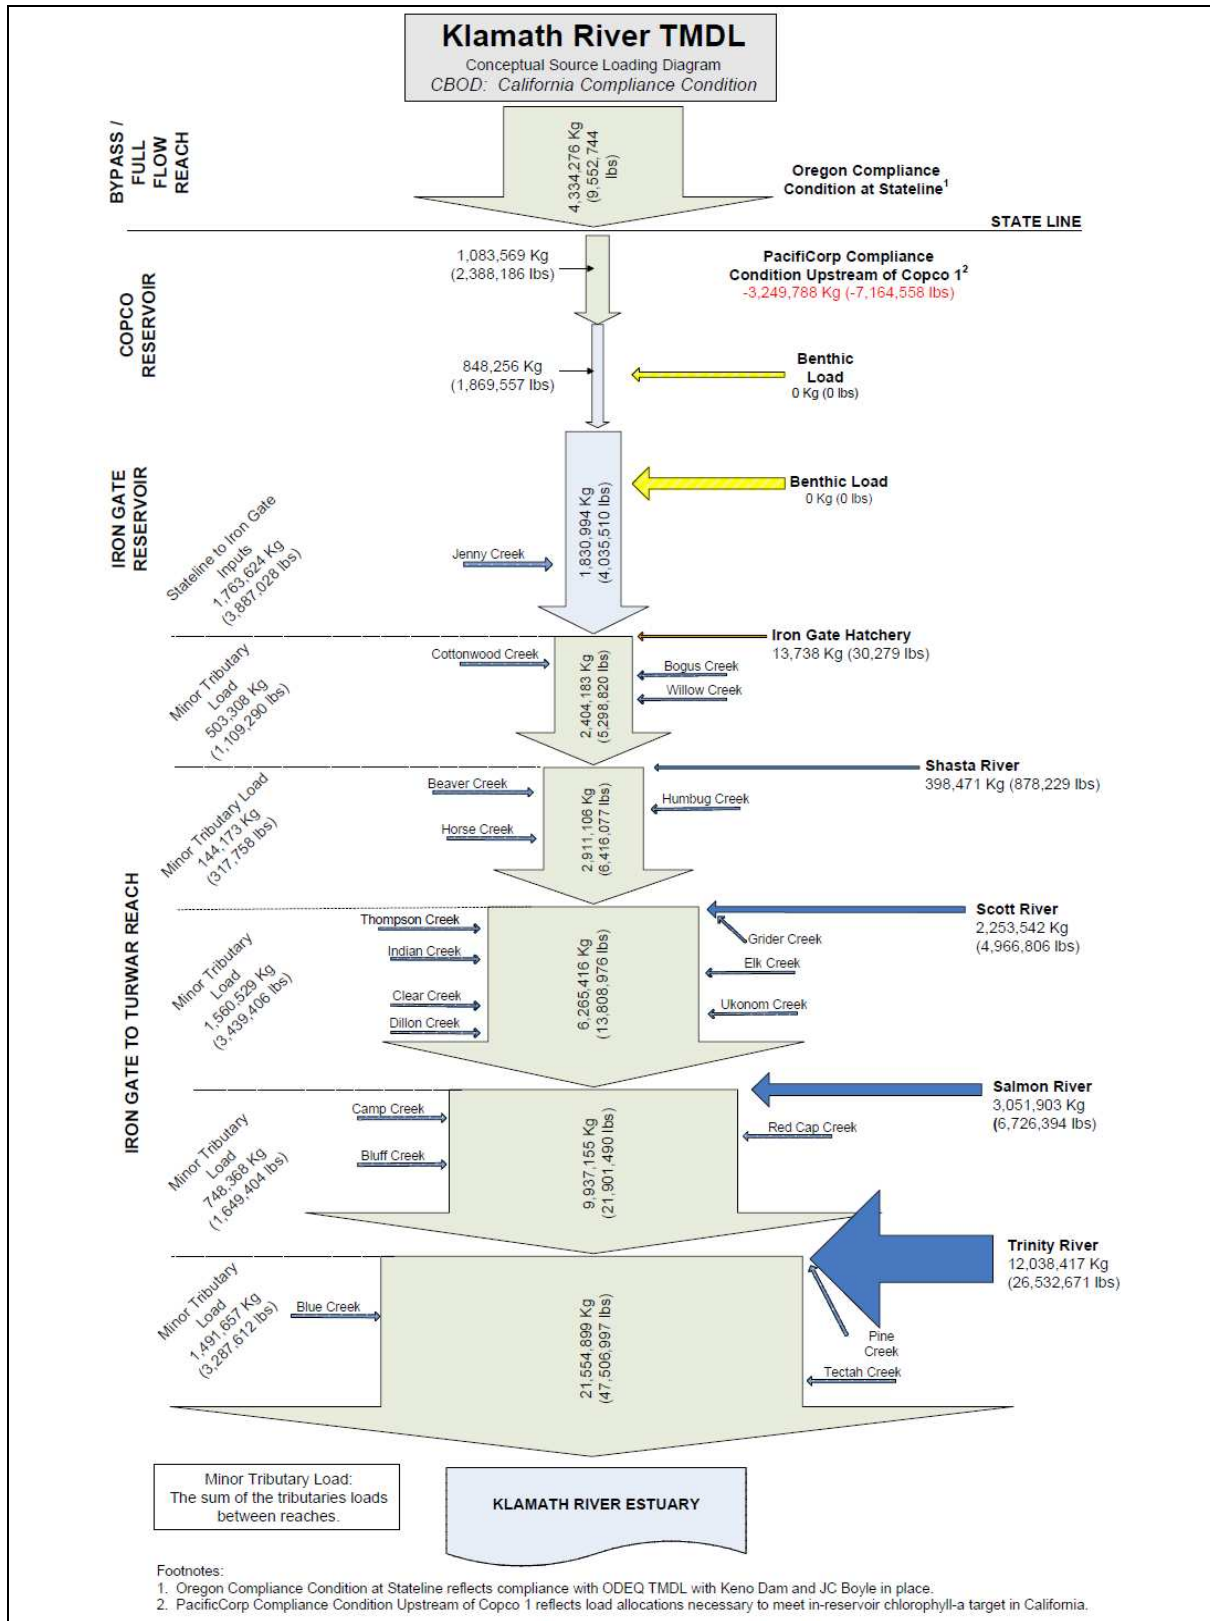 Klamath River TMDL
Conceptual Source Loading Diagram
CBOD: California Compliance Condition
BYPASS /
FULL
FLOW
REACH
4,334,276 Kg
(9,552,744
lbs)
Oregon Compliance
Condition at Stateline1
STATE LINE
COPCO
RESERVOIR
1,083,569 Kg
(2,388,186 lbs)
PacifiCorp Compliance
Condition Upstream of Copco 12
-3,249,788 Kg (-7,164,558 lbs)
848,256 Kg
(1,869,557 lbs)
Benthic
Load
0 Kg (0 lbs)
IRON GATE
RESERVOIR
1,830,994 Kg
(4,035,510 lbs)
Benthic Load
0 Kg (0 lbs)
Stateline to Iron Gate
Inputs
1,763,624 Kg
(3,887,028 lbs)
Jenny Creek
IRON GATE TO TURWAR REACH
Iron Gate Hatchery
13,738 Kg (30,279 lbs)
Minor Tributary
Load
503,308 Kg
(1,109,290 lbs)
Cottonwood Creek
2,404,183 Kg
(5,298,820 lbs)
Bogus Creek
Willow Creek
Shasta River
398,471 Kg (878,229 lbs)
Minor Tributary Load
144,173 Kg
(317,758 lbs)
Beaver Creek
Horse Creek
2,911,106 Kg
(6,416,077 lbs)
Humbug Creek
Scott River
2,253,542 Kg
(4,966,806 lbs)
Minor Tributary
Load
1,560,529 Kg
(3,439,406 lbs)
Thompson Creek
Indian Creek
Clear Creek
Dillon Creek
6,265,416 Kg
(13,808,976 lbs)
Grider Creek
Elk Creek
Ukonom Creek
Salmon River
3,051,903 Kg
(6,726,394 lbs)
Minor Tributary
Load
748,368 Kg
(1,649,404 lbs)
Camp Creek
Bluff Creek
9,937,155 Kg
(21,901,490 lbs)
Red Cap Creek
Trinity River
12,038,417 Kg
(26,532,671 lbs)
Minor Tributary
Load
1,491,657 Kg
(3,287,612 lbs)
Blue Creek
21,554,899 Kg
(47,506,997 lbs)
Pine
Creek
Tectah Creek
Minor Tributary Load:
The sum of the tributaries loads
between reaches.
KLAMATH RIVER ESTUARY
Footnotes:
1. Oregon Compliance Condition at Stateline reflects compliance with ODEQ TMDL with Keno Dam and JC Boyle in place.
2. PacificCorp Compliance Condition Upstream of Copco 1 reflects load allocations necessary to meet in-reservoir chlorophyll-a target in California.